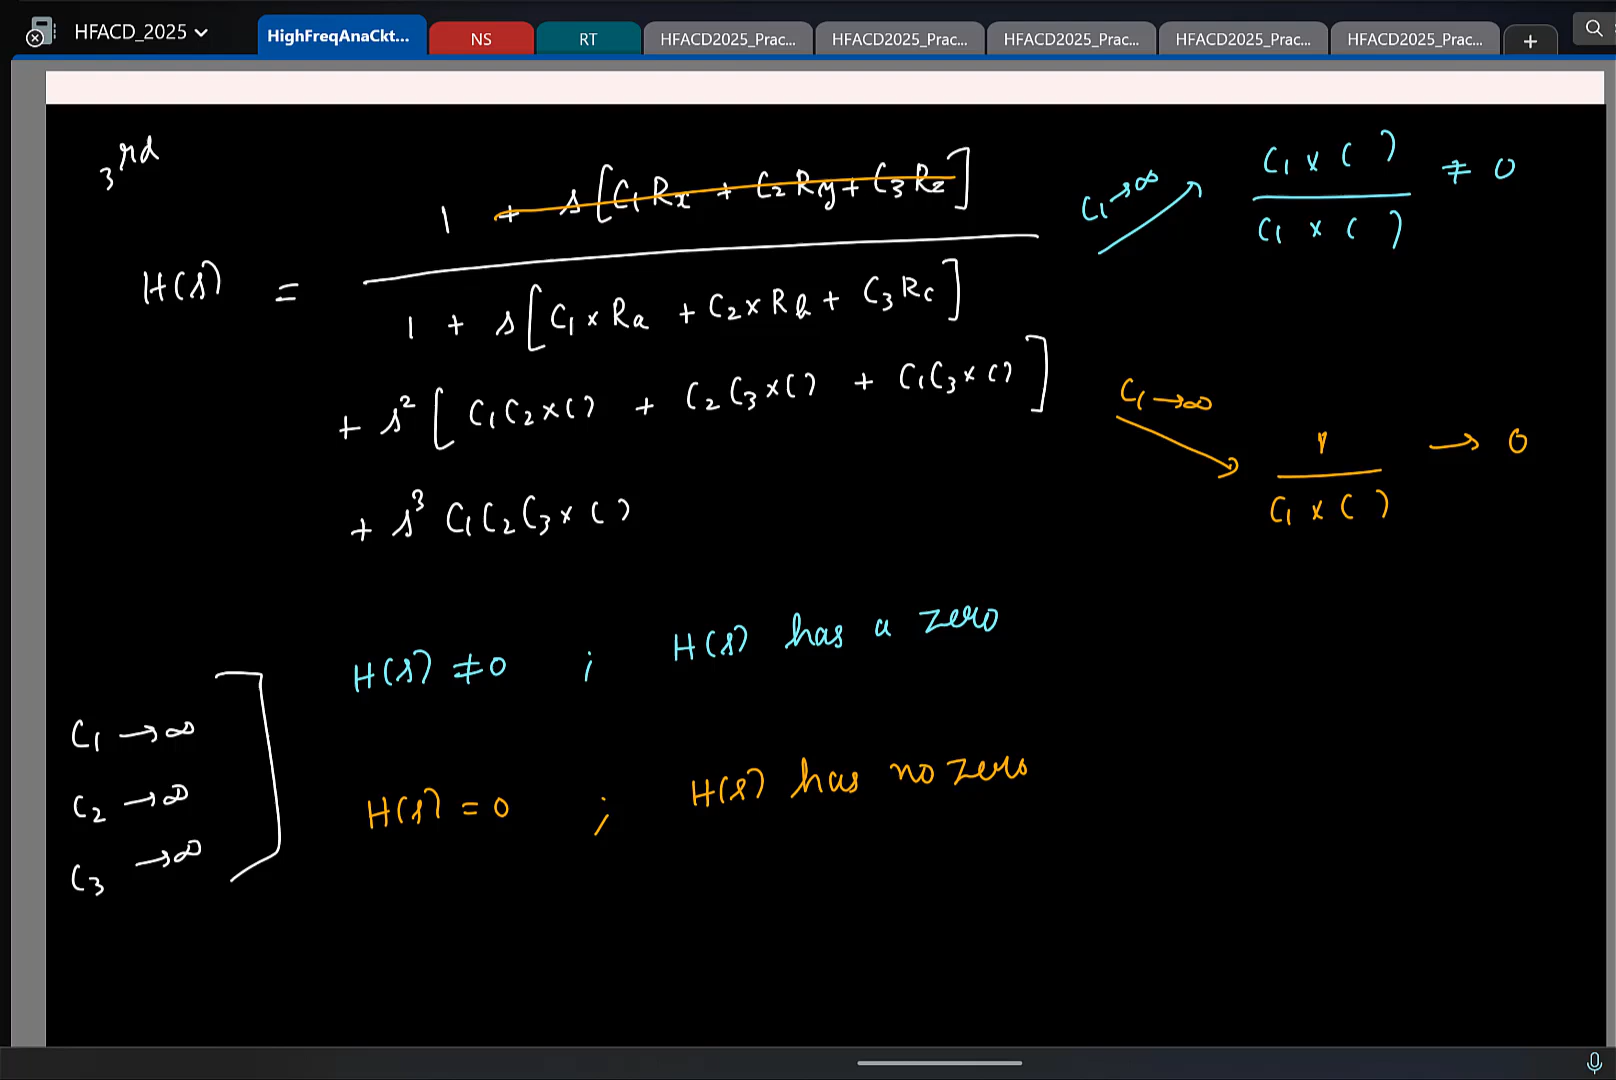 HFACD_2025
HighFreqAnaCkt... NS RT HFACD2025_Prac... HFACD2025_Prac... HFACD2025_Prac... HFACD2025_Prac... HFACD2025_Prac... +
3rd
H(s) = 1 + s[C₁Rx + C₂Ry + C₃Rz]
1 + s[C₁×Ra + C₂×Rb + C₃Rc]
+ s²[C₁C₂×() + C₂C₃×() + C₁C₃×()]
+ s³ C₁C₂C₃×()
C₁→∞
C₁ × ( )
C₁ × ( )
≠ 0
C₁→∞
1
C₁ × ( )
→ 0
H(s) ≠ 0 ; H(s) has a zero
C₁ → ∞
C₂ → ∞
C₃ → ∞
H(s) = 0 ; H(s) has no zero